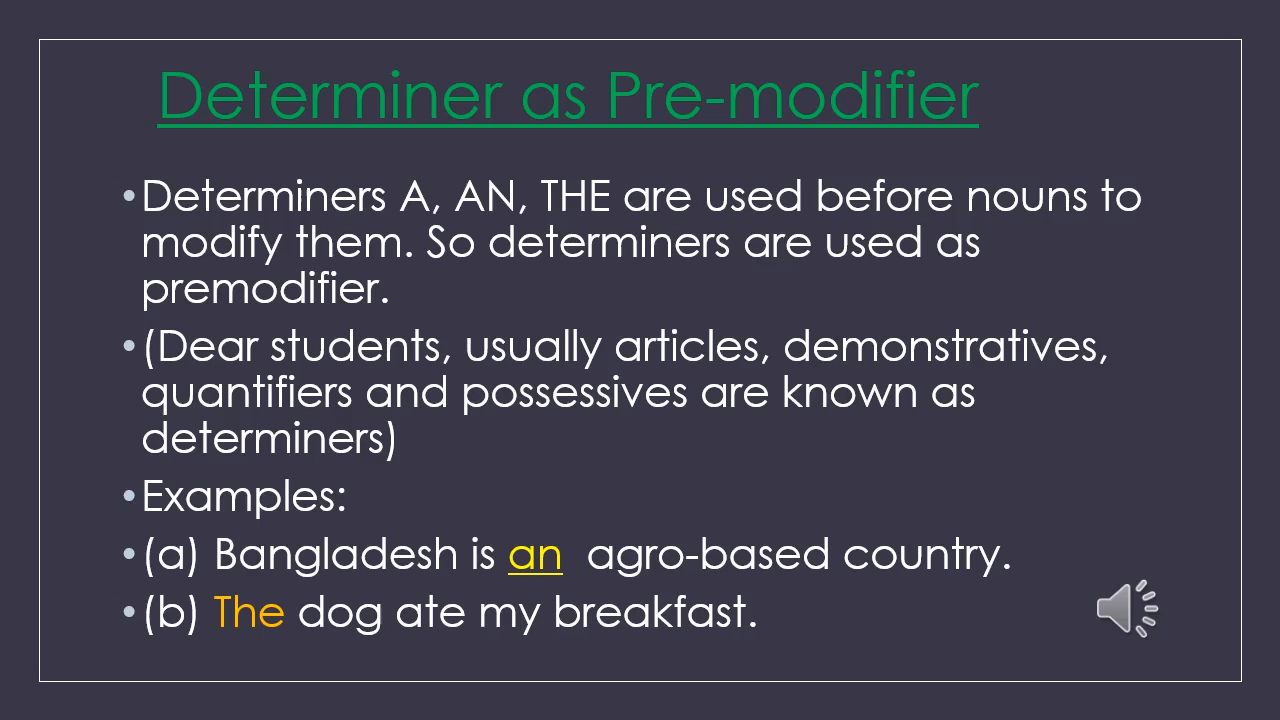 Determiner as Pre-modifier
•Determiners A, AN, THE are used before nouns to
modify them. So determiners are used as
premodifier.
•(Dear students, usually articles, demonstratives,
quantifiers and possessives are known as
determiners)
•Examples:
•(a) Bangladesh is an agro-based country.
•(b) The dog ate my breakfast.